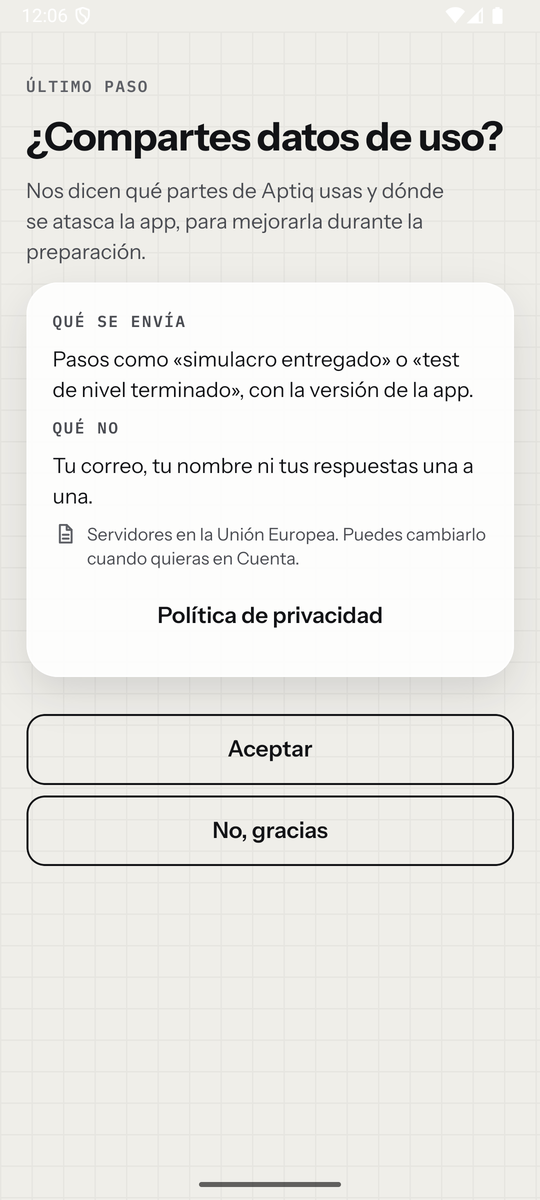 12:06
ÚLTIMO PASO
¿Compartes datos de uso?
Nos dicen qué partes de Aptiq usas y dónde
se atasca la app, para mejorarla durante la
preparación.
QUÉ SE ENVÍA
Pasos como «simulacro entregado» o «test
de nivel terminado», con la versión de la app.
QUÉ NO
Tu correo, tu nombre ni tus respuestas una a
una.
Servidores en la Unión Europea. Puedes cambiarlo
cuando quieras en Cuenta.
Política de privacidad
Aceptar
No, gracias